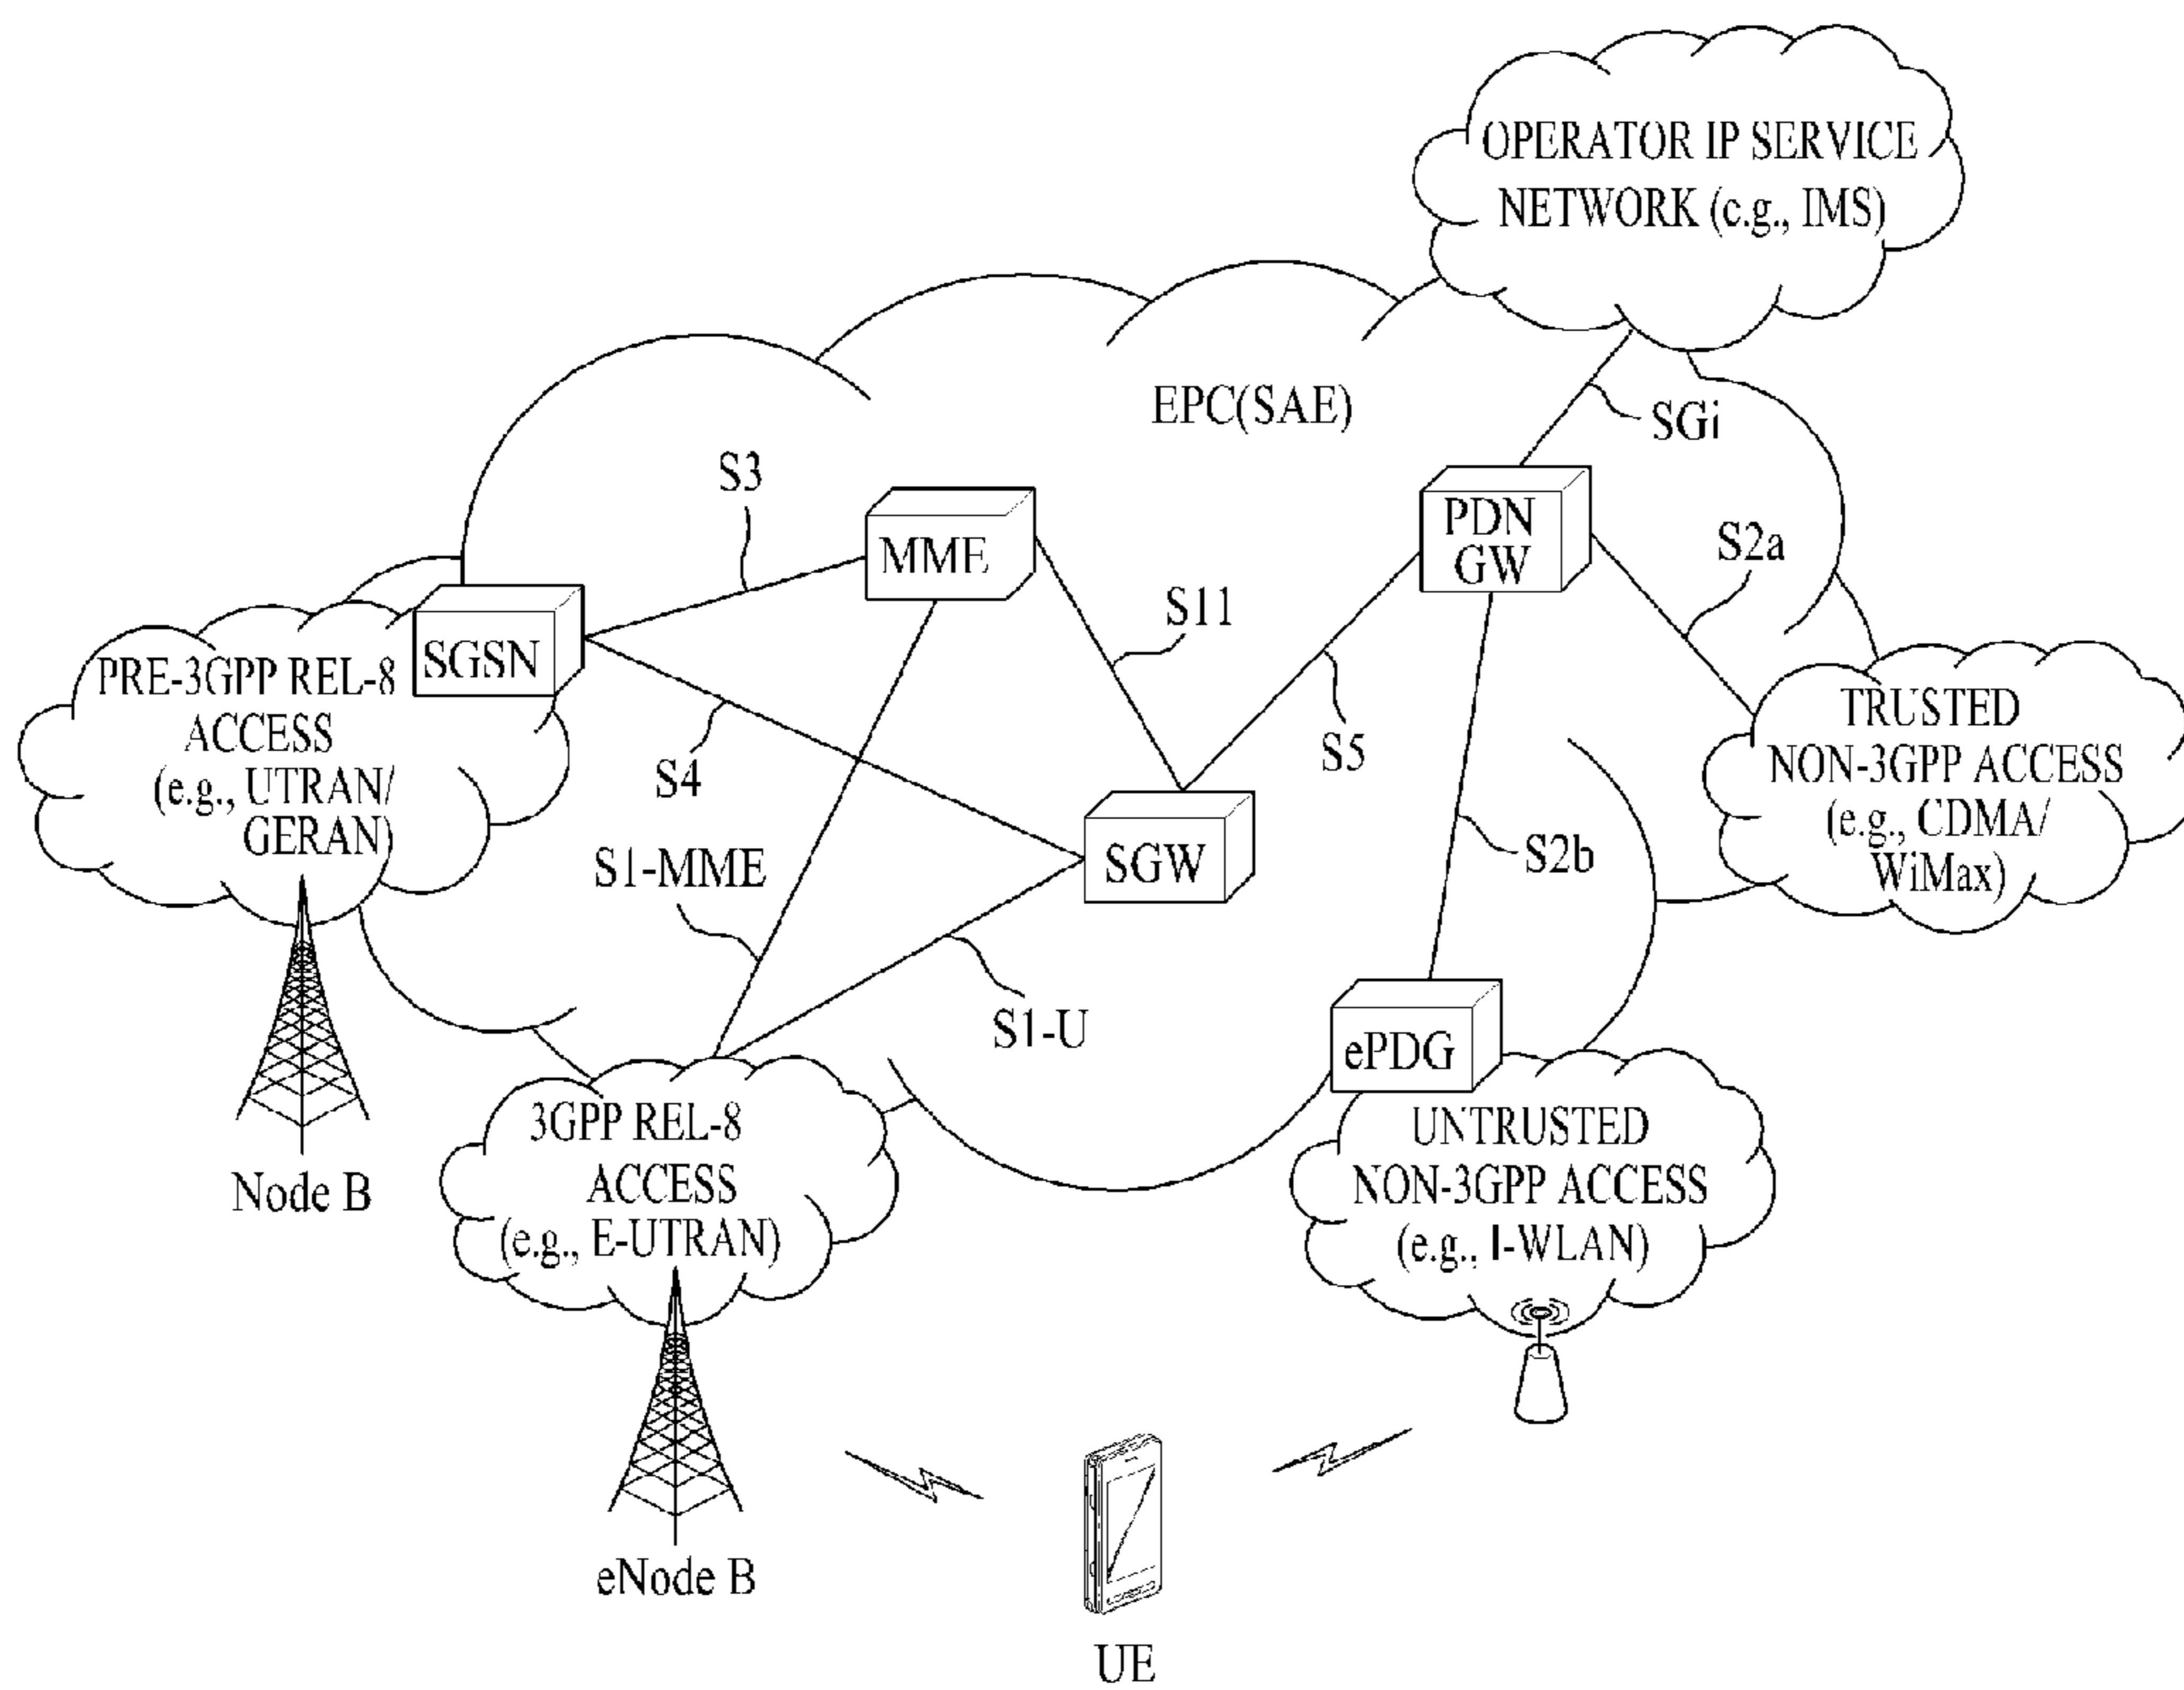 OPERATOR IP SERVICE
NETWORK (c.g., IMS)
EPC(SAE)
SGi
S3
MME
PDN
GW
S2a
S11
SGSN
PRE-3GPP REL-8
ACCESS
(e.g., UTRAN/
GERAN)
S4
S5
TRUSTED
NON-3GPP ACCESS
(e.g., CDMA/
WiMax)
S1-MME
SGW
S2b
S1-U
ePDG
Node B
3GPP REL-8
ACCESS
(e.g., E-UTRAN)
UNTRUSTED
NON-3GPP ACCESS
(e.g., I-WLAN)
eNode B
UE